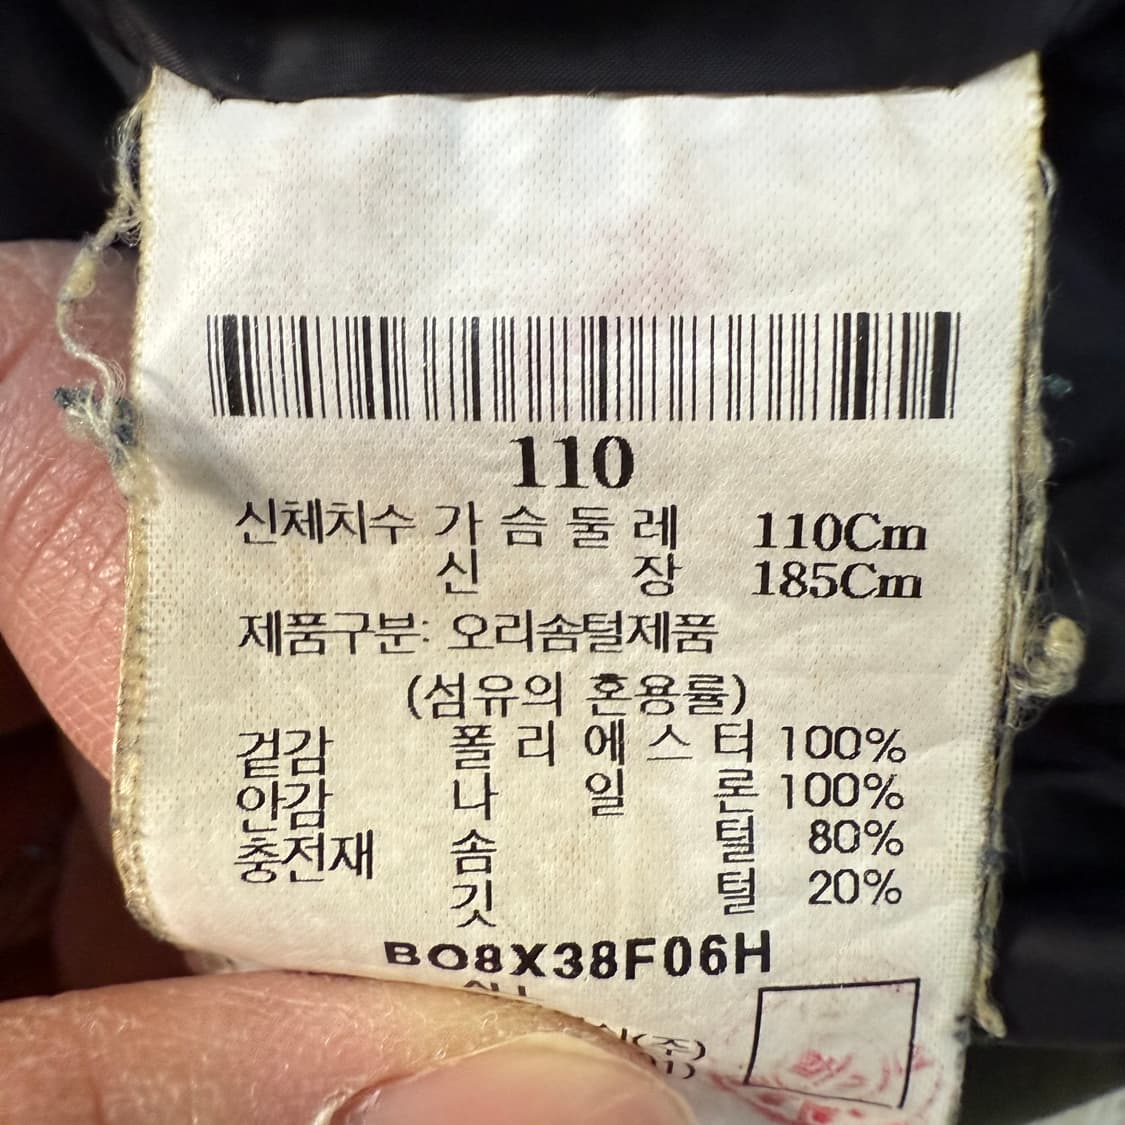 110
신체치수 가 슴 둘 레 110Cm
신 장 185Cm
제품구분: 오리솜털제품
(섬유의 혼용률)
겉감 폴 리 에 스 터 100%
안감 나 일 론 100%
충전재 솜 털 80%
깃 털 20%
BO8X38F06H
(주)